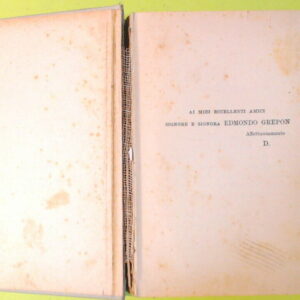 AI MIEI ECCELLENTI AMICI
SIGNORE E SIGNORA EDMONDO GREPON
Affettuosamente
D.